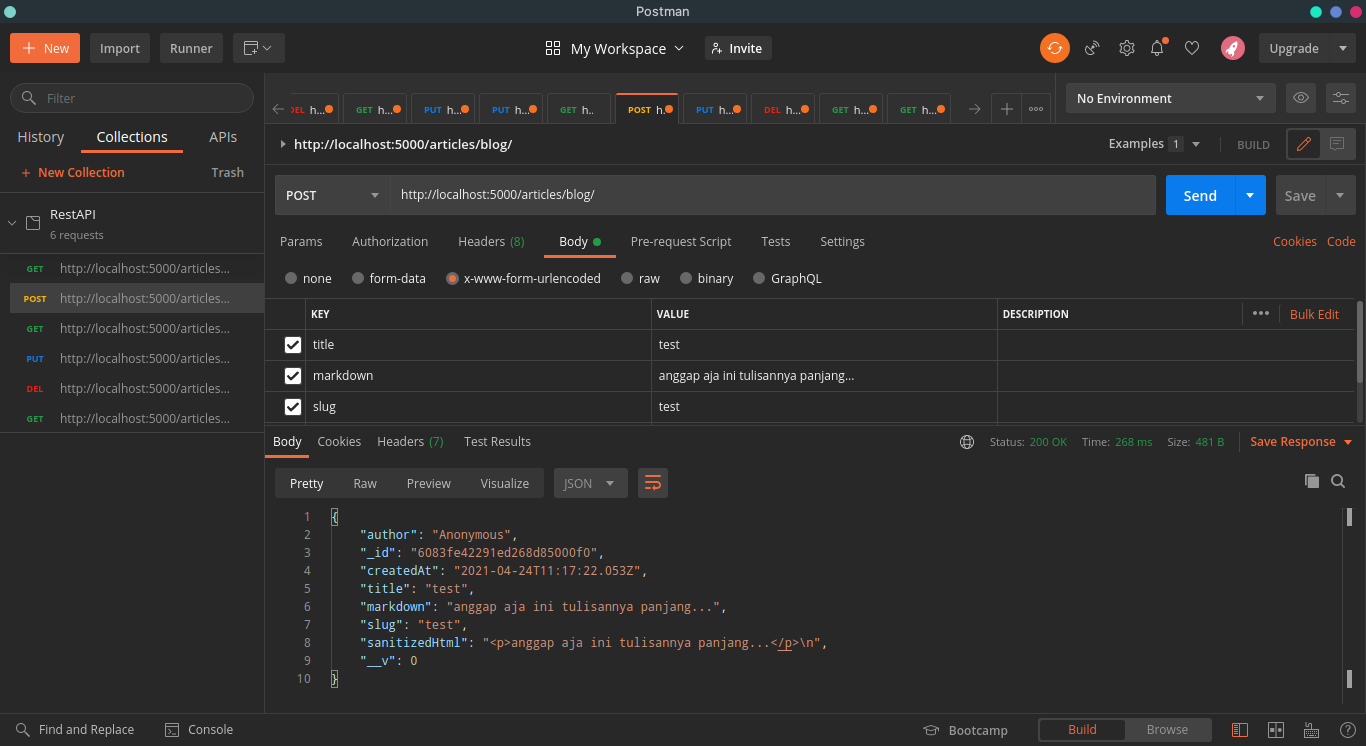 Postman
New Import Runner My Workspace Invite Upgrade
Filter
DEL h... GET h... PUT h... PUT h... GET h.. POST h. PUT h... DEL h... GET h... GET h... No Environment
History Collections APIs
New Collection Trash
http://localhost:5000/articles/blog/ Examples 1 BUILD
RestAPI
6 requests
POST http://localhost:5000/articles/blog/ Send Save
Params Authorization Headers (8) Body Pre-request Script Tests Settings Cookies Code
GET http://localhost:5000/articles...
POST http://localhost:5000/articles...
GET http://localhost:5000/articles...
PUT http://localhost:5000/articles...
DEL http://localhost:5000/articles...
GET http://localhost:5000/articles...
none form-data x-www-form-urlencoded raw binary GraphQL
KEY VALUE DESCRIPTION Bulk Edit
title test
markdown anggap aja ini tulisannya panjang...
slug test
Body Cookies Headers (7) Test Results Status: 200 OK Time: 268 ms Size: 481 B Save Response
Pretty Raw Preview Visualize JSON
1 {
2 "author": "Anonymous",
3 "_id": "6083fe42291ed268d85000f0",
4 "createdAt": "2021-04-24T11:17:22.053Z",
5 "title": "test",
6 "markdown": "anggap aja ini tulisannya panjang...",
7 "slug": "test",
8 "sanitizedHtml": "<p>anggap aja ini tulisannya panjang...</p>\n",
9 "__v": 0
10 }
Find and Replace Console Bootcamp Build Browse